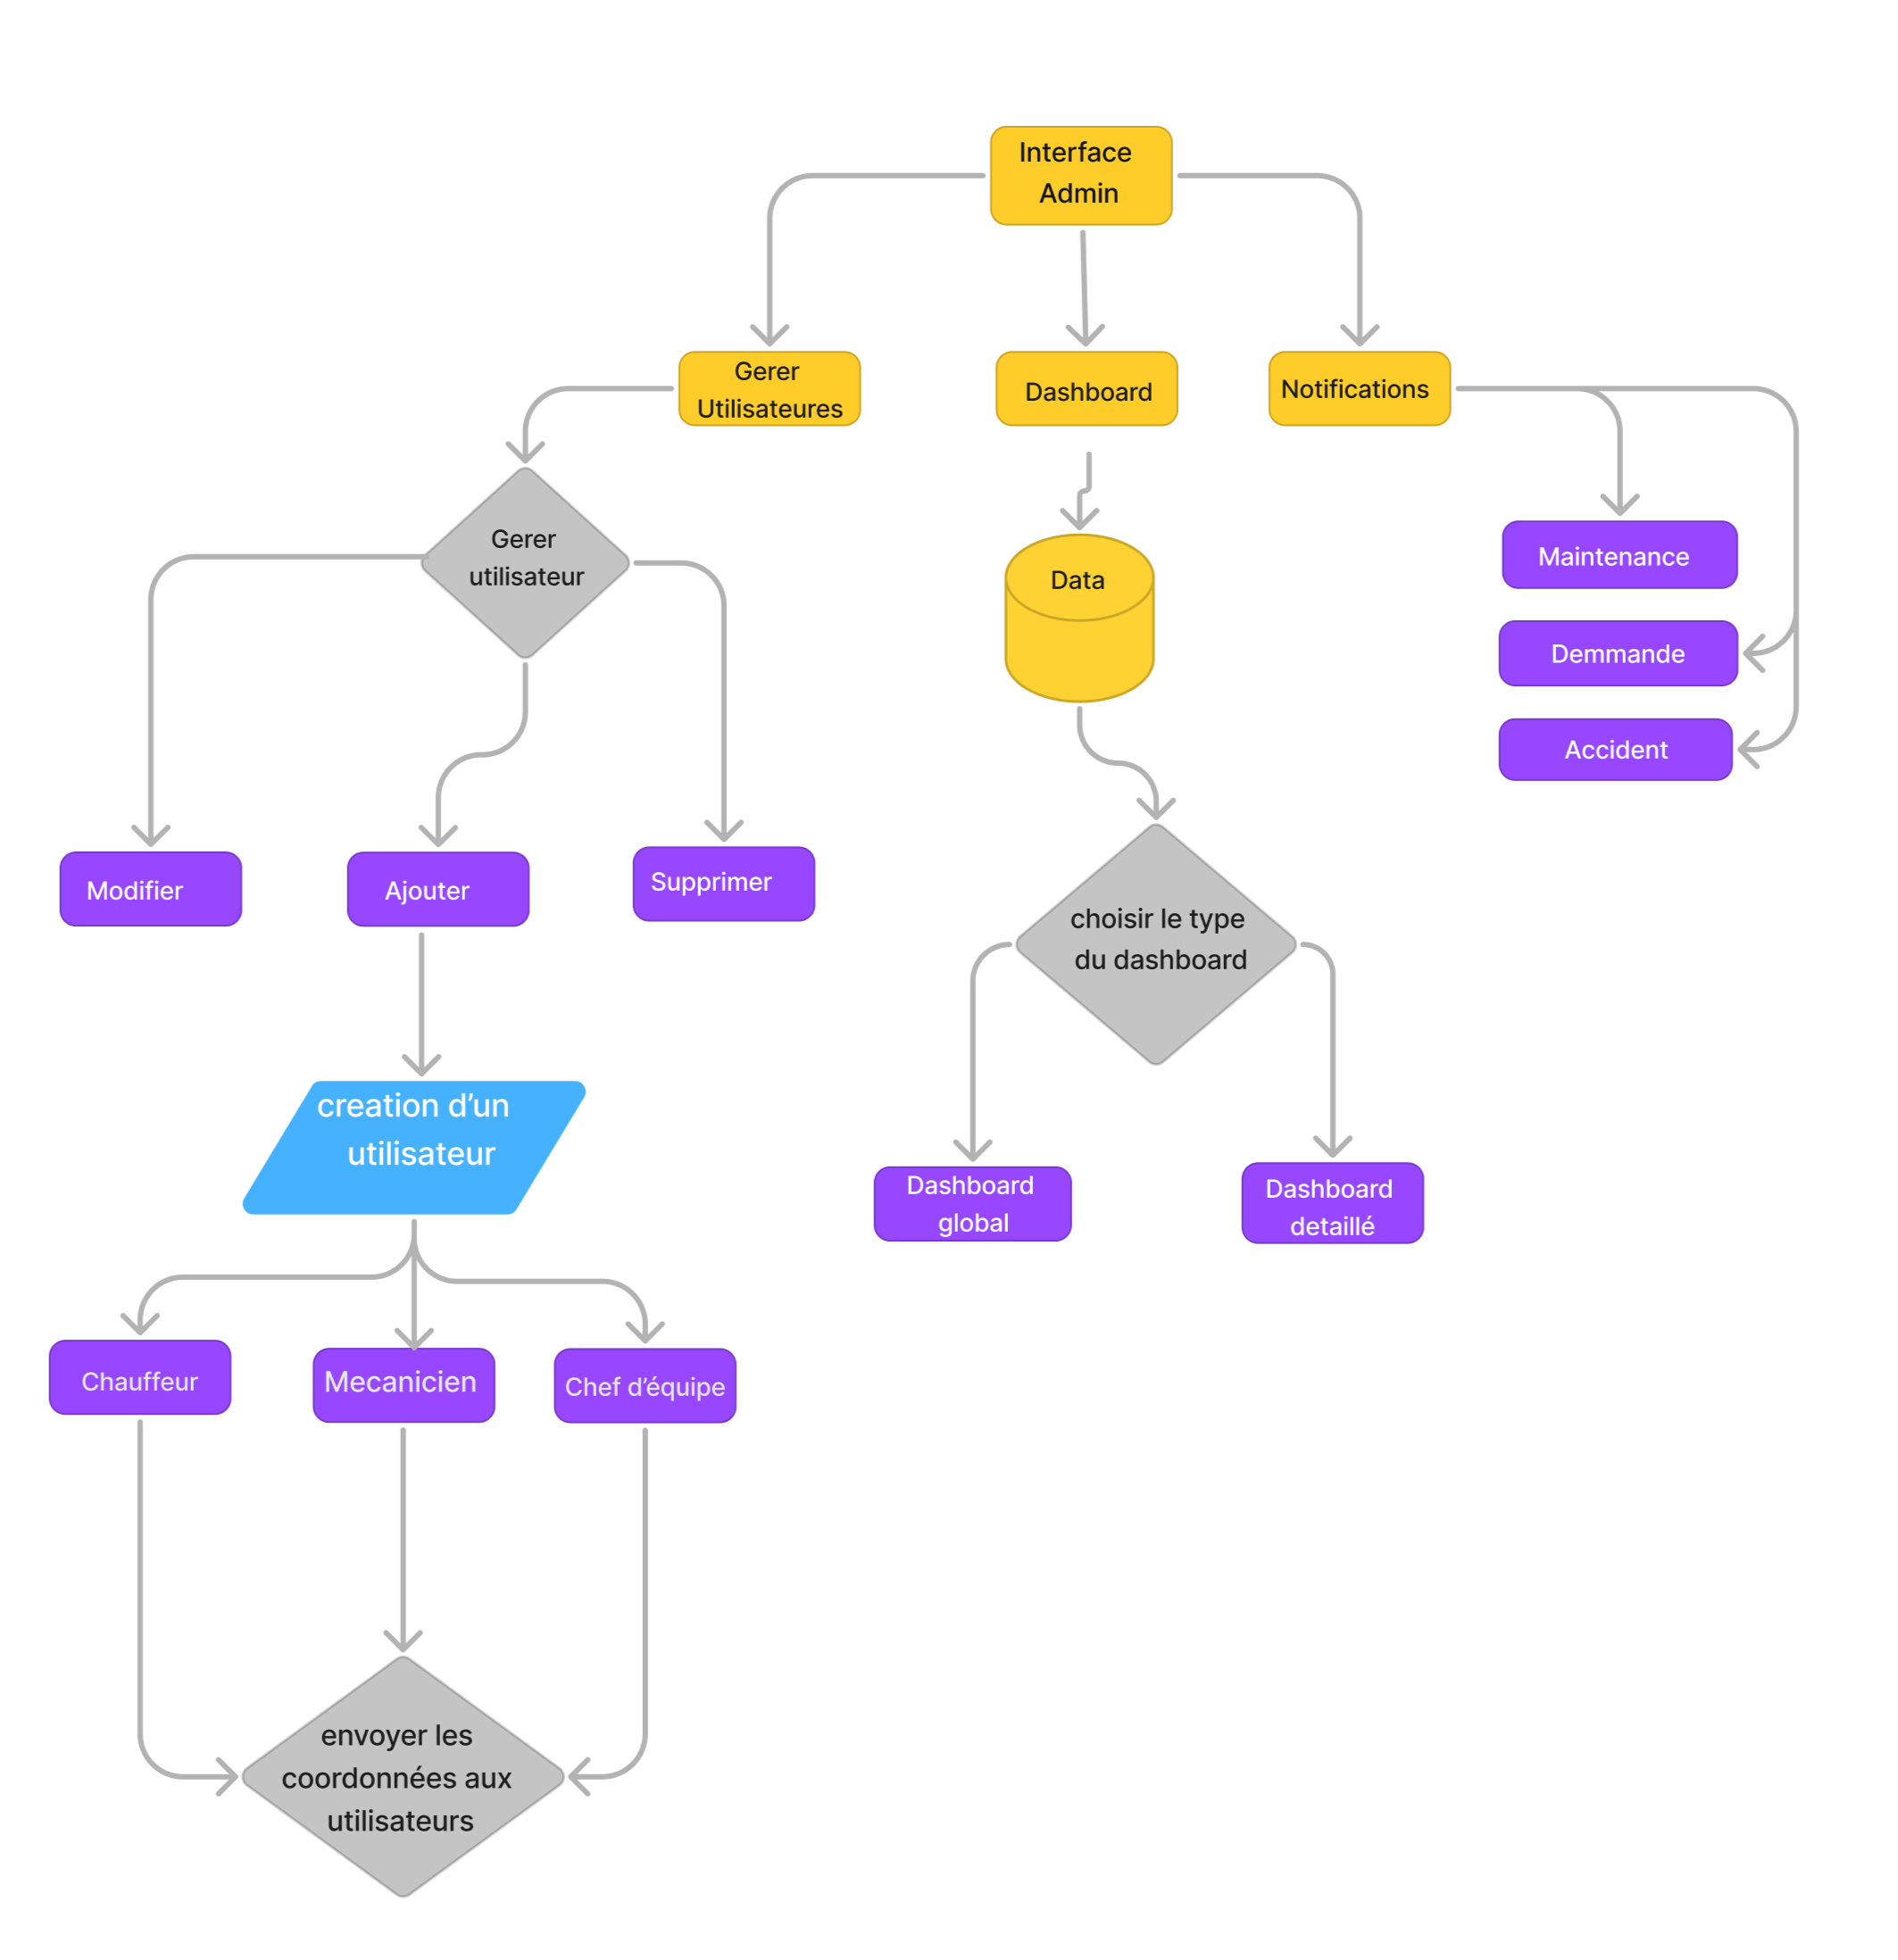 Interface
Admin
Gerer
Utilisateures
Dashboard
Notifications
Gerer
utilisateur
Data
Maintenance
Demmande
Accident
Modifier
Ajouter
Supprimer
choisir le type
du dashboard
creation d’un
utilisateur
Dashboard
global
Dashboard
detaillé
Chauffeur
Mecanicien
Chef d’équipe
envoyer les
coordonnées aux
utilisateurs